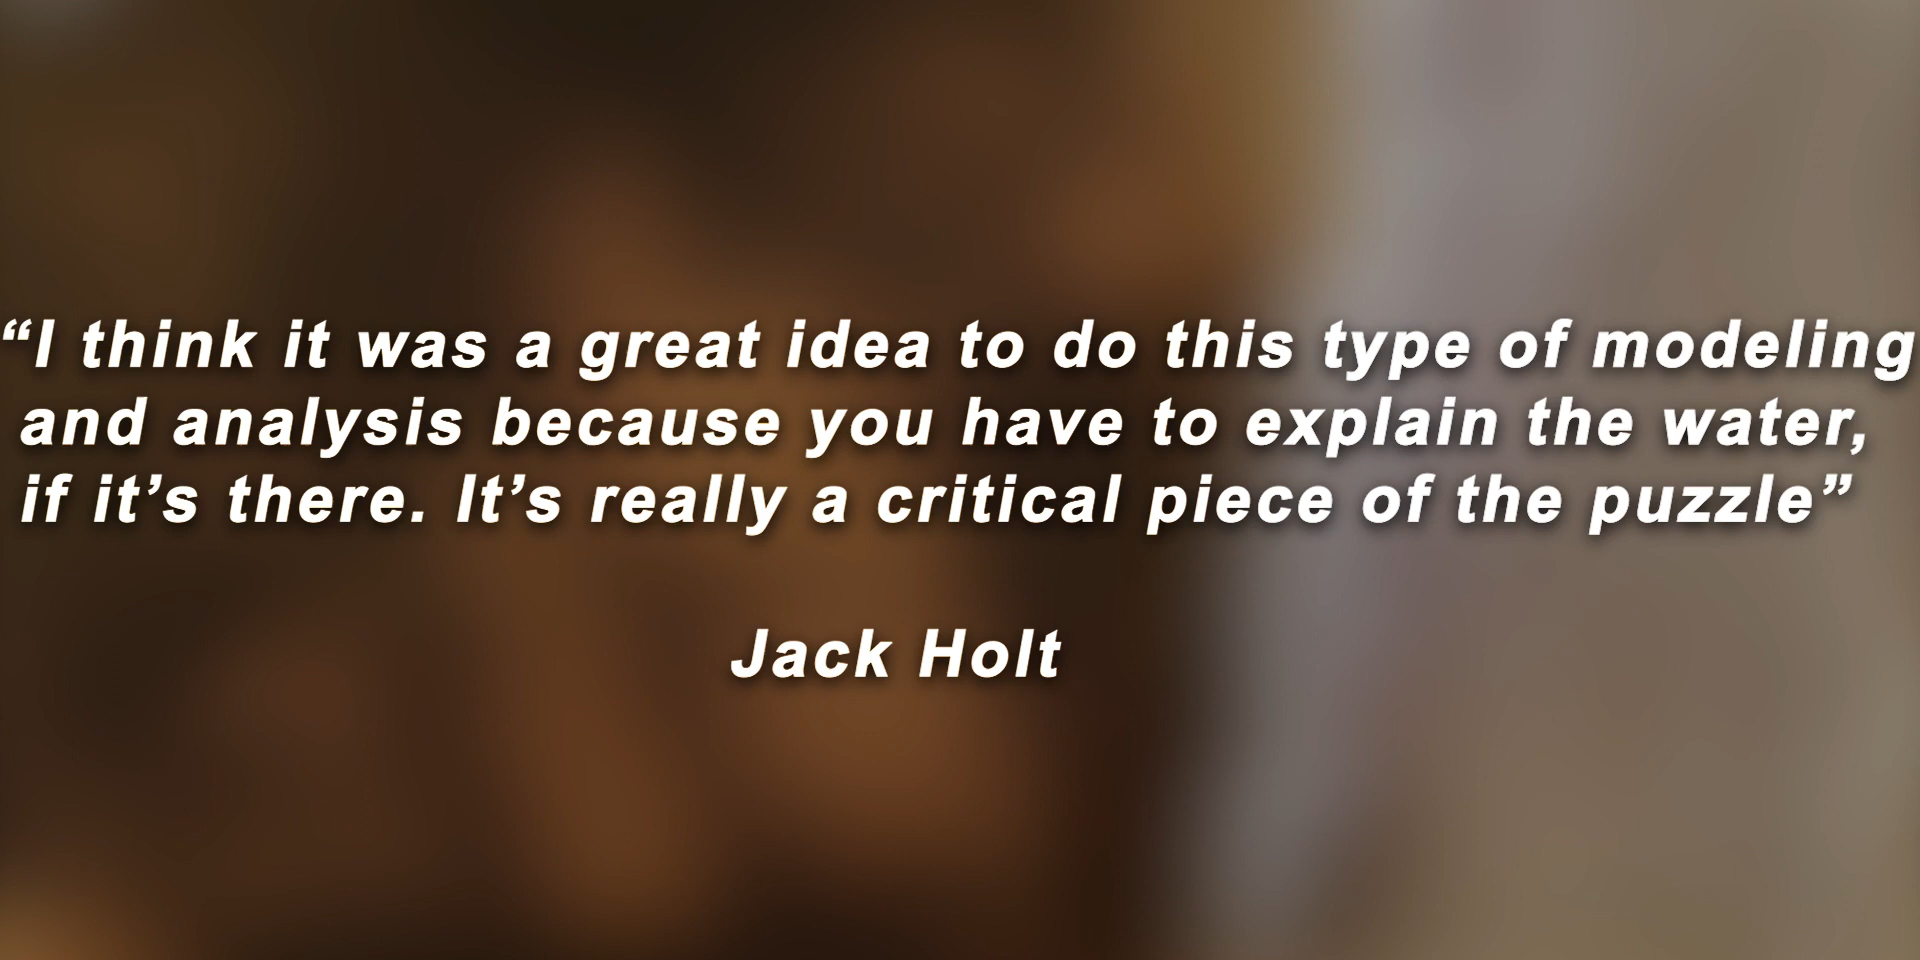 “I think it was a great idea to do this type of modeling
and analysis because you have to explain the water,
if it’s there. It’s really a critical piece of the puzzle”
Jack Holt